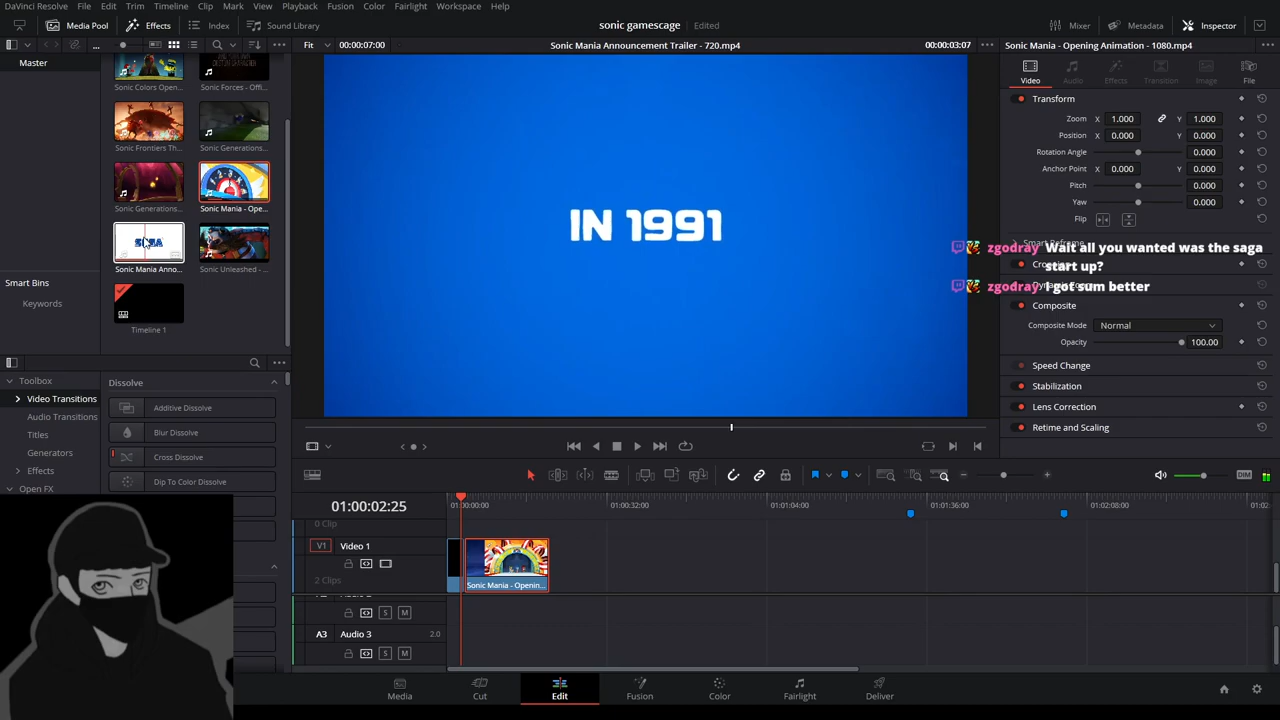 DaVinci Resolve File Edit Trim Timeline Clip Mark View Playback Fusion Color Fairlight Workspace Help
Media Pool Effects Index Sound Library sonic gamescage Edited Mixer Metadata Inspector
... Fit 00:00:07:00 Sonic Mania Announcement Trailer - 720.mp4 00:00:03:07 Sonic Mania - Opening Animation - 1080.mp4
Master
Video Audio Effects Transition Image File
Sonic Colors Open... Sonic Forces - Offi...
Transform
Zoom X 1.000 Y 1.000
Position X 0.000 Y 0.000
Sonic Frontiers Th... Sonic Generations...
Rotation Angle 0.000
Anchor Point X 0.000 Y 0.000
Pitch 0.000
Yaw 0.000
Sonic Generations... Sonic Mania - Ope...
Flip
IN 1991
SEGA
zgodray Wait all you wanted was the saga
start up?
zgodray I got sum better
Sonic Mania Anno... Sonic Unleashed - ...
Smart Bins
Keywords
Timeline 1
Composite
Composite Mode Normal
Opacity 100.00
Speed Change
Stabilization
Lens Correction
Retime and Scaling
Toolbox
Video Transitions
Audio Transitions
Titles
Generators
Effects
Open FX
Dissolve
Additive Dissolve
Blur Dissolve
Cross Dissolve
Dip To Color Dissolve
DIM
01:00:02:25 01:00:00:00 01:00:32:00 01:01:04:00 01:01:36:00 01:02:08:00
0 Clip
V1 Video 1
2 Clips
Sonic Mania - Openin...
S M
A3 Audio 3 2.0
S M
Media Cut Edit Fusion Color Fairlight Deliver